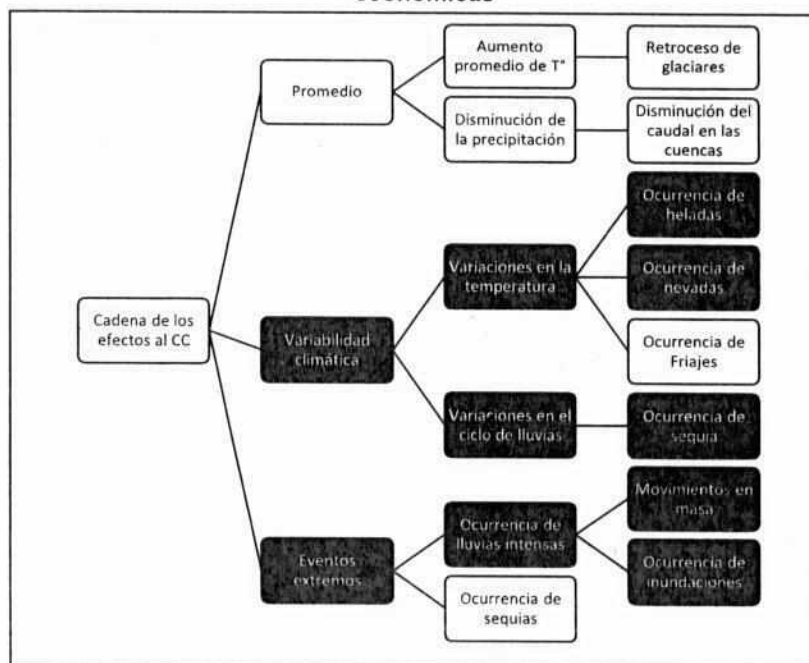 Aumento
promedio de T°
Retroceso de
glaciares
Promedio
Disminución de
la precipitación
Disminución del
caudal en las
cuencas
Ocurrencia de
heladas
Variaciones en la
temperatura
Ocurrencia de
nevadas
Cadena de los
efectos al CC
Variabilidad
climática
Ocurrencia de
Friajes
Variaciones en el
ciclo de lluvias
Ocurrencia de
sequia
Movimientos en
masa
Ocurrencia de
lluvias intensas
Eventos
extremos
Ocurrencia de
inundaciones
Ocurrencia de
sequias